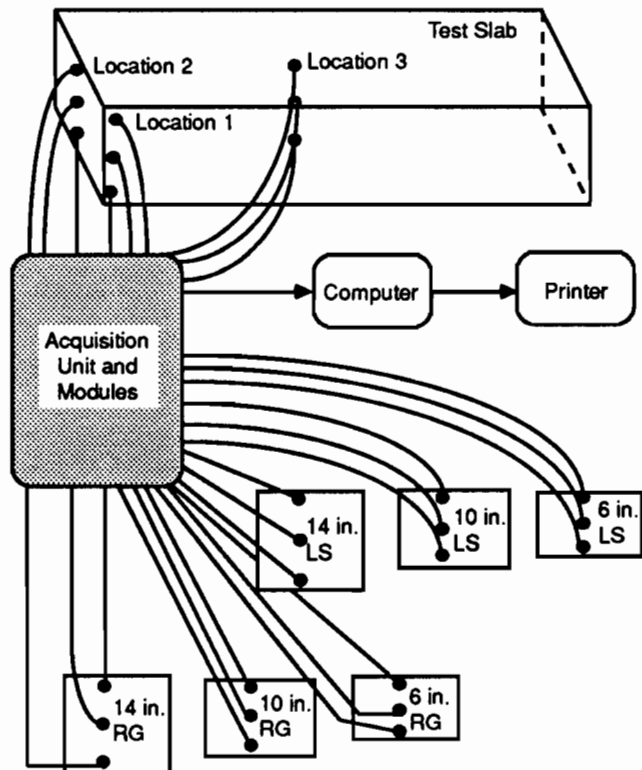 Test Slab
Location 2
Location 3
Location 1
Computer
Printer
Acquisition
Unit and
Modules
14 in.
LS
10 in.
LS
6 in.
LS
14 in.
RG
10 in.
RG
6 in.
RG